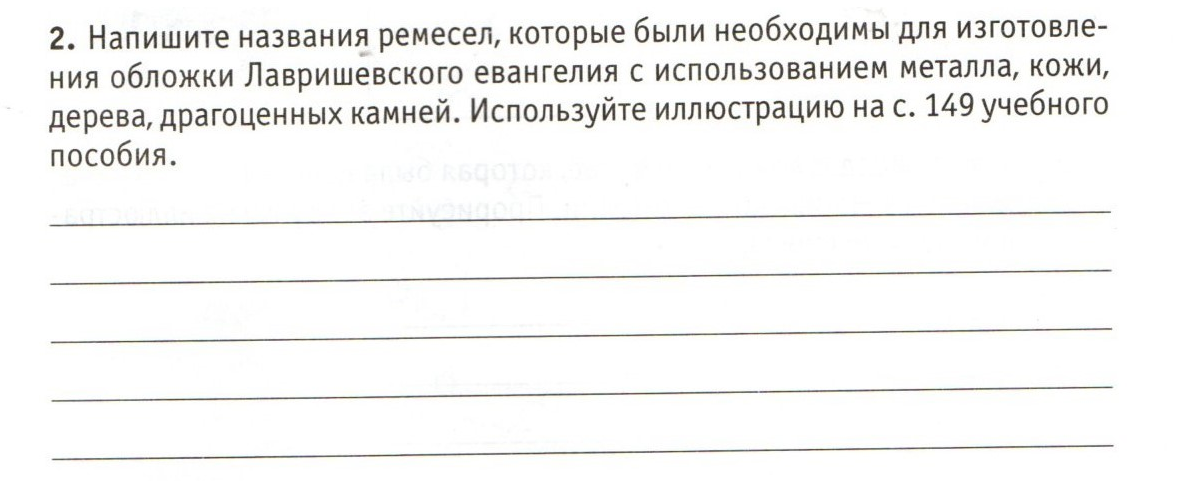 2. Напишите названия ремесел, которые были необходимы для изготовле-
ния обложки Лавришевского евангелия с использованием металла, кожи,
дерева, драгоценных камней. Используйте иллюстрацию на с. 149 учебного
пособия.